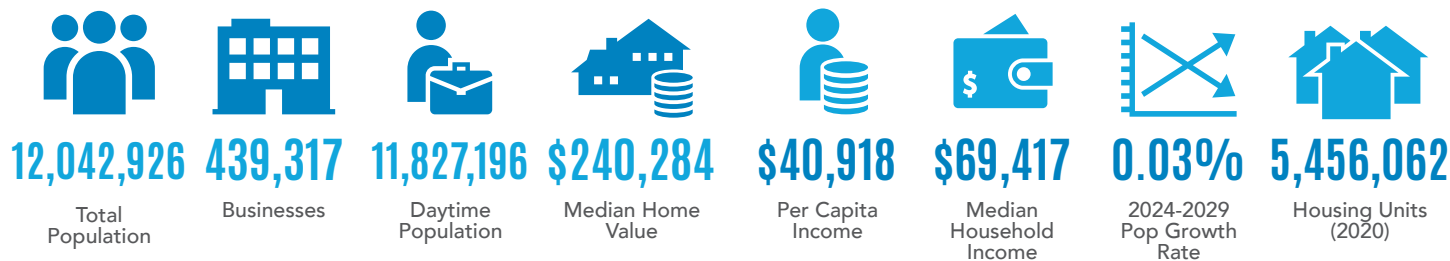 $
12,042,926
Total
Population
439,317
Businesses
11,827,196
Daytime
Population
$240,284
Median Home
Value
$40,918
Per Capita
Income
$69,417
Median
Household
Income
0.03%
2024-2029
Pop Growth
Rate
5,456,062
Housing Units
(2020)